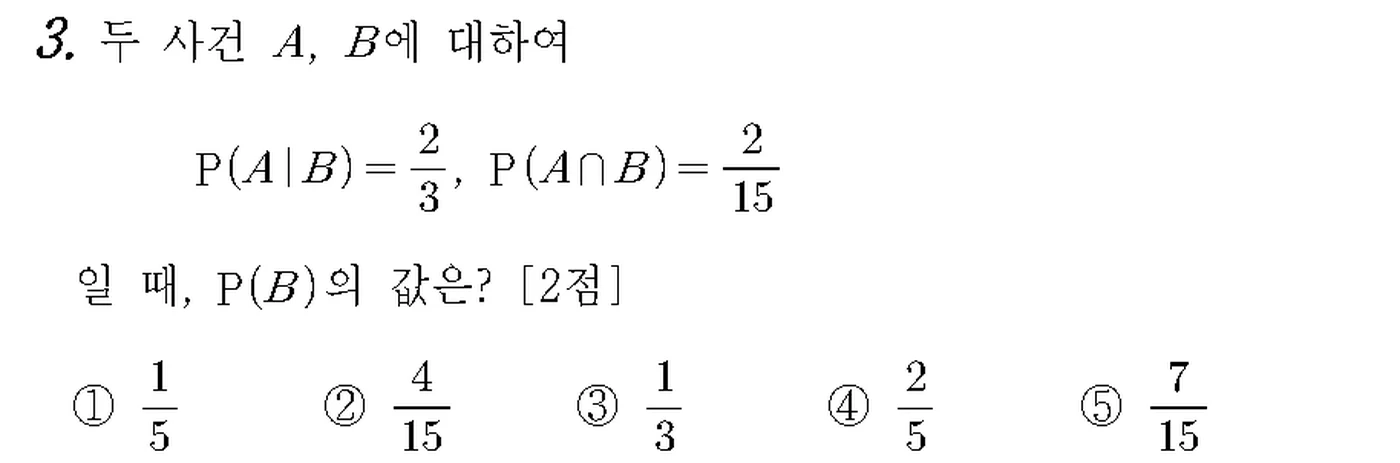 3. 두 사건 A, B에 대하여
P(A|B)=2/3, P(A∩B)=2/15
일 때, P(B)의 값은? [2점]
① 1/5 ② 4/15 ③ 1/3 ④ 2/5 ⑤ 7/15